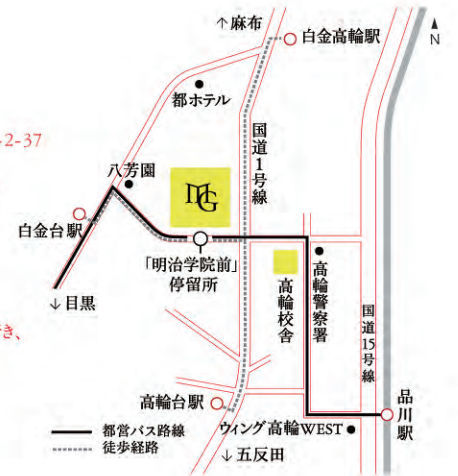 ↑麻布
白金高輪駅
N
都ホテル
国道1号線
-2-37
八芳園
MG
白金台駅
「明治学院前」
停留所
高輪校舎
高輪警察署
↓目黒
国道15号線
き、
高輪台駅
品川駅
ウィング高輪WEST
都営バス路線
徒歩経路
↓五反田